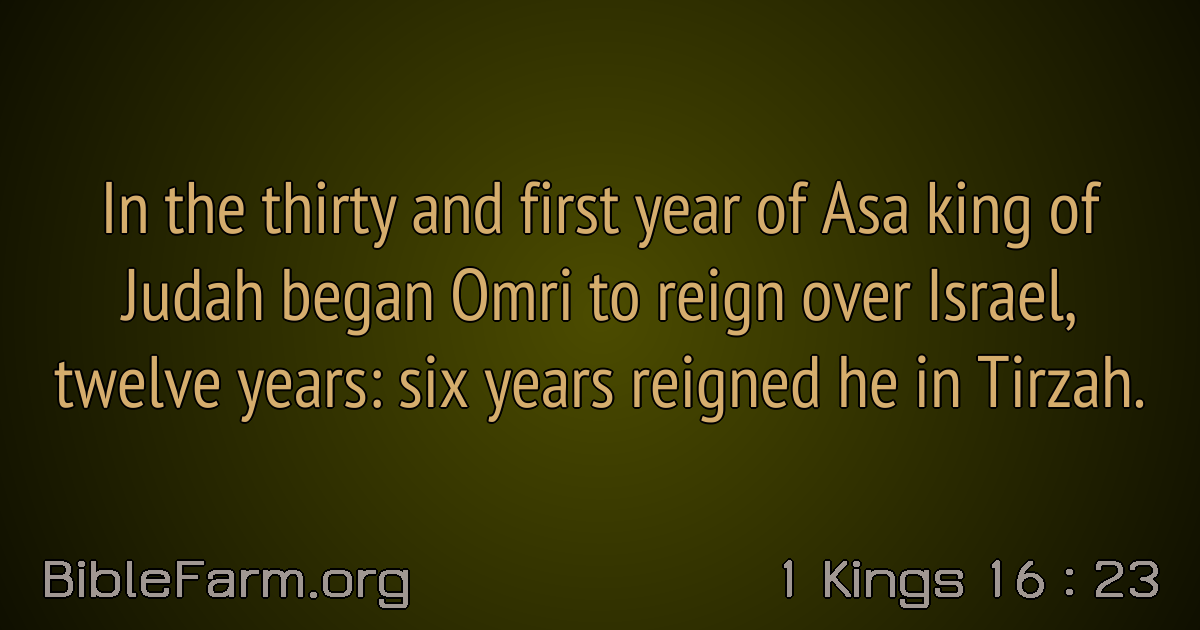 In the thirty and first year of Asa king of
Judah began Omri to reign over Israel,
twelve years: six years reigned he in Tirzah.
BibleFarm.org
1 Kings 16 : 23